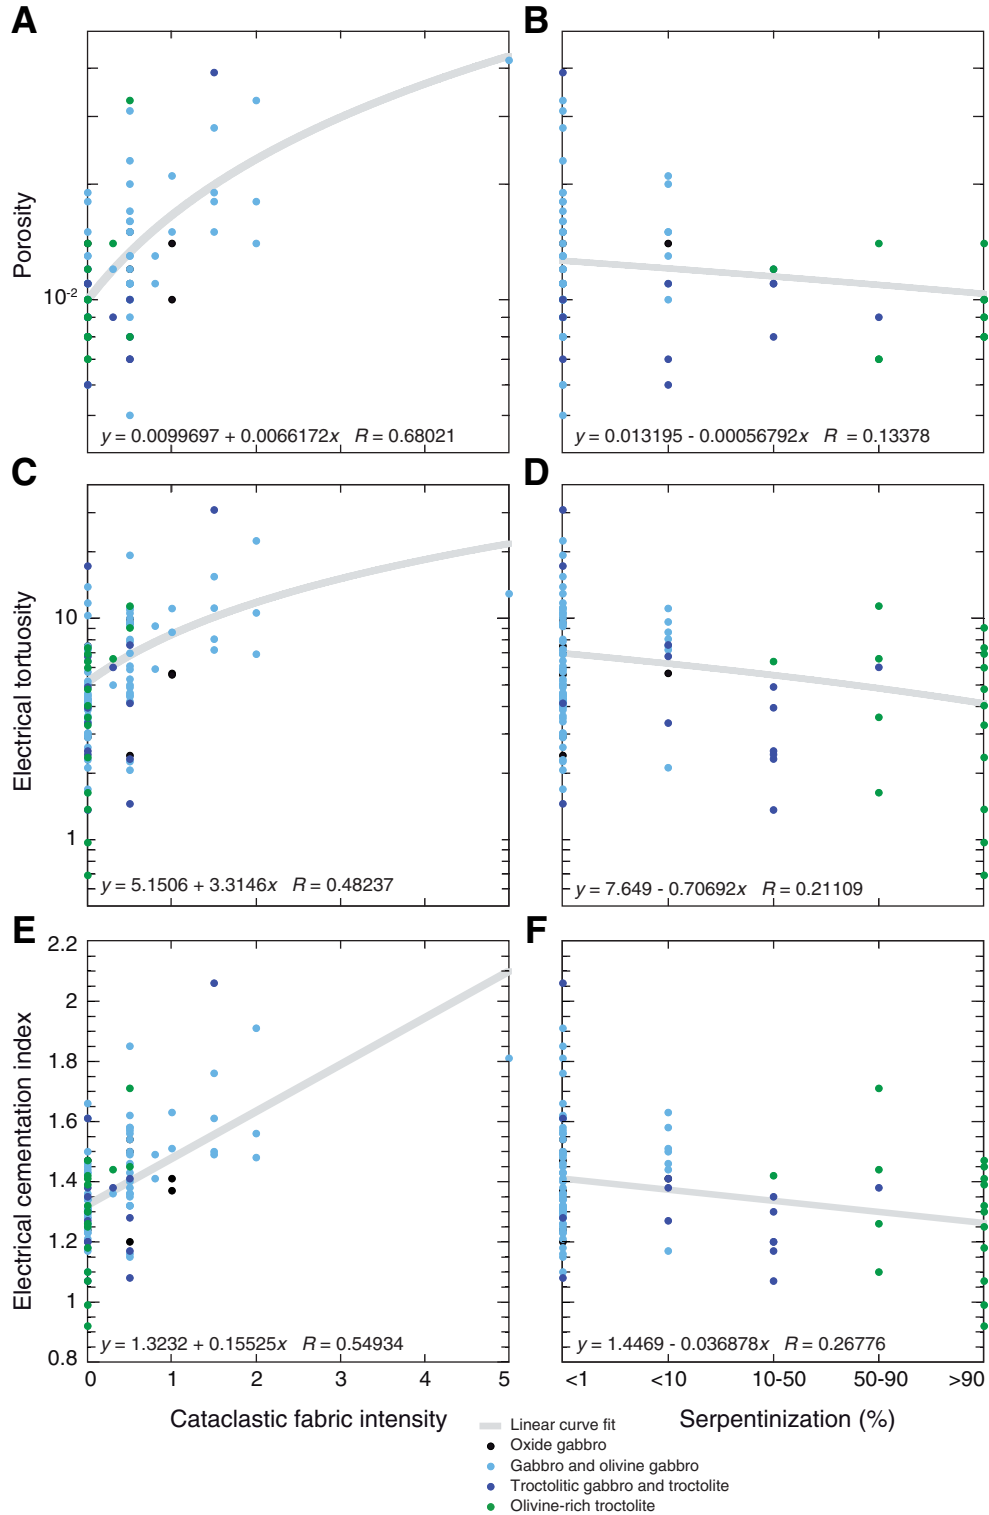 A
B
Porosity
10-2
y = 0.0099697 + 0.0066172x R = 0.68021
y = 0.013195 - 0.00056792x R = 0.13378
C
D
Electrical tortuosity
10
1
y = 5.1506 + 3.3146x R = 0.48237
y = 7.649 - 0.70692x R = 0.21109
E
F
Electrical cementation index
2.2
2
1.8
1.6
1.4
1.2
1
0.8
y = 1.3232 + 0.15525x R = 0.54934
y = 1.4469 - 0.036878x R = 0.26776
0 1 2 3 4 5
<1 <10 10-50 50-90 >90
Cataclastic fabric intensity
Serpentinization (%)
Linear curve fit
Oxide gabbro
Gabbro and olivine gabbro
Troctolitic gabbro and troctolite
Olivine-rich troctolite